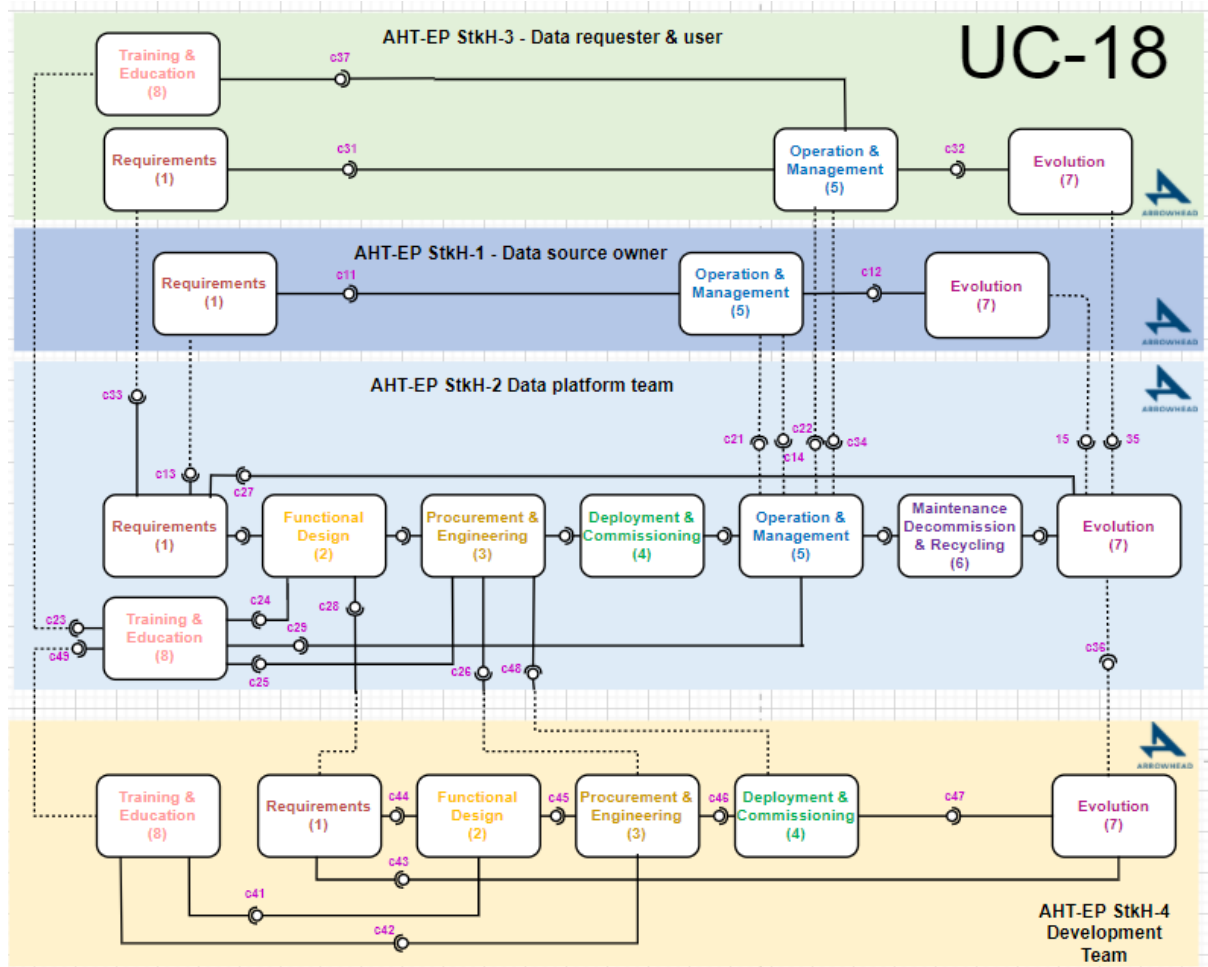 AHT-EP StkH-3 - Data requester & user
UC-18
Training &
Education
(8)
c37
Requirements
(1)
c31
Operation &
Management
(5)
c32
Evolution
(7)
ARROWHEAD
AHT-EP StkH-1 - Data source owner
Requirements
(1)
c11
Operation &
Management
(5)
c12
Evolution
(7)
ARROWHEAD
AHT-EP StkH-2 Data platform team
ARROWHEAD
c33
c13
c27
c21
c22
c14
c34
15
35
Requirements
(1)
Functional
Design
(2)
Procurement &
Engineering
(3)
Deployment &
Commissioning
(4)
Operation &
Management
(5)
Maintenance
Decommission
& Recycling
(6)
Evolution
(7)
c23
c49
Training &
Education
(8)
c24
c28
c29
c25
c26
c48
c36
ARROWHEAD
Training &
Education
(8)
Requirements
(1)
c44
Functional
Design
(2)
c45
Procurement &
Engineering
(3)
c46
Deployment &
Commissioning
(4)
c47
Evolution
(7)
c43
c41
c42
AHT-EP StkH-4
Development
Team